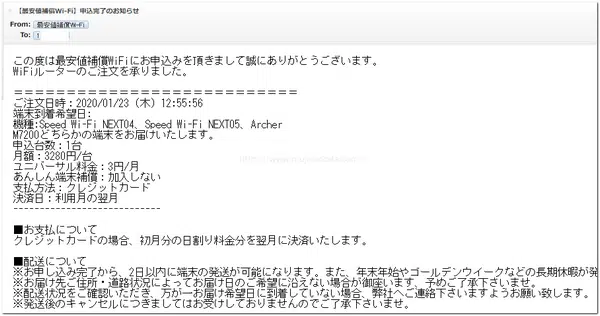 【最安値補償Wi-Fi】申込完了のお知らせ
From: 最安値補償Wi-Fi
To: 1
この度は最安値補償WiFiにお申込みを頂きまして誠にありがとうございます。
WiFiルーターのご注文を承りました。
===========================
ご注文日時：2020/01/23（木）12:55:56
端末到着希望日:
機種:Speed Wi-Fi NEXT04、Speed Wi-Fi NEXT05、Archer
M7200どちらかの端末をお届けいたします。
申込台数：1台
月額：3280円/台
ユニバーサル料金：3円/月
あんしん端末補償：加入しない
支払方法：クレジットカード
決済日：利用月の翌月
---------------------------
■お支払について
クレジットカードの場合、初月分の日割り料金分を翌月に決済いたします。
■配送について
※お申し込み完了から、2日以内に端末の発送が可能になります。また、年末年始やゴールデンウイークなどの長期休暇が発
※お届け先ご住所・道路状況によってお届け日のご希望に沿えない場合が御座います、予めご了承下さいませ。
※配送状況をご確認いただき、万が一お届け希望日に到着していない場合、弊社へご連絡下さいますようお願い致します。
※発送後のキャンセルにつきましてはお受けしておりませんのでご了承下さいませ。